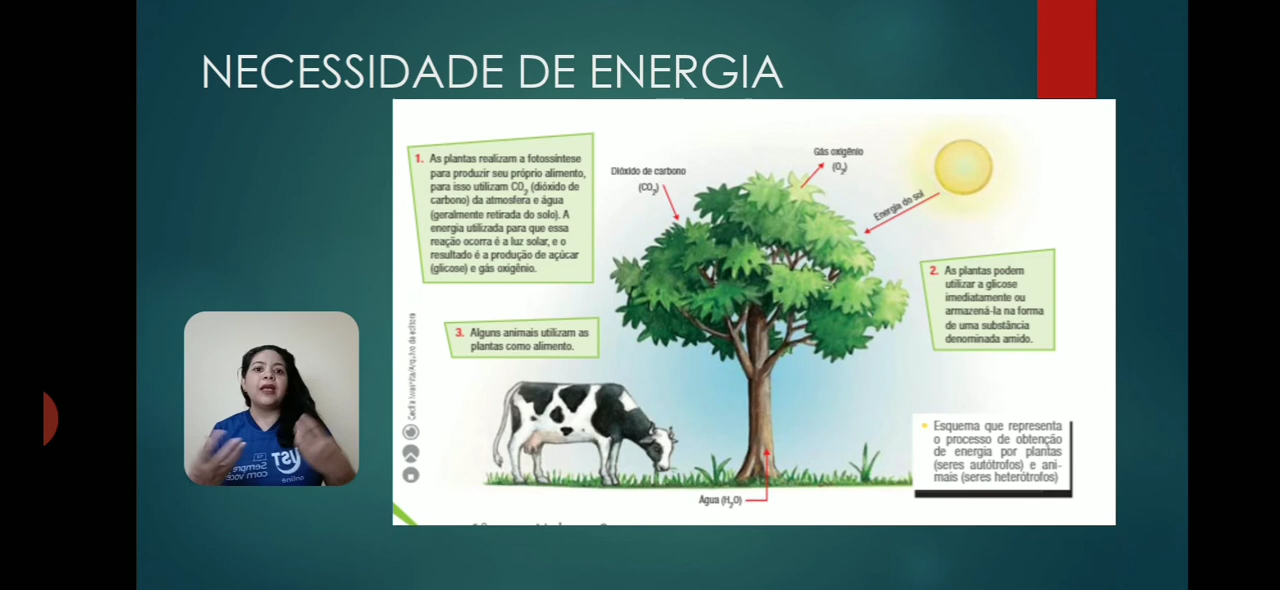 NECESSIDADE DE ENERGIA
1. As plantas realizam a fotossíntese
para produzir seu próprio alimento,
para isso utilizam CO₂ (dióxido de
carbono) da atmosfera e água
(geralmente retirada do solo). A
energia utilizada para que essa
reação ocorra é a luz solar, e o
resultado é a produção de açúcar
(glicose) e gás oxigênio.
Dióxido de carbono
(CO₂)
Gás oxigênio
(O₂)
Energia do sol
2. As plantas podem
utilizar a glicose
imediatamente ou
armazená-la na forma
de uma substância
denominada amido.
3. Alguns animais utilizam as
plantas como alimento.
Água (H₂O)
Esquema que representa
o processo de obtenção
de energia por plantas
(seres autótrofos) e ani-
mais (seres heterótrofos)
Arquivo da editora
Sempre
com você
online